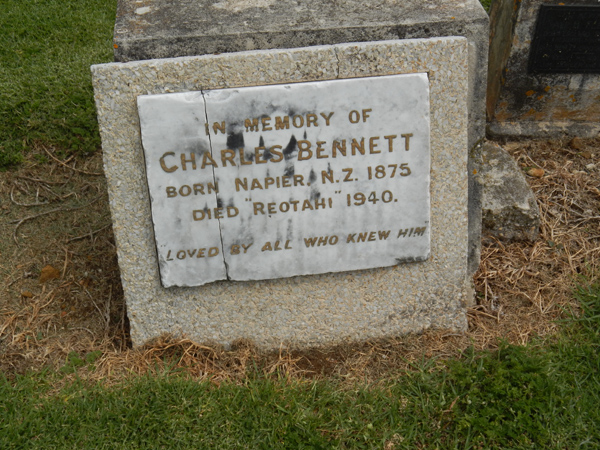 IN MEMORY OF
CHARLES BENNETT
BORN NAPIER, N.Z. 1875
DIED "REOTAHI" 1940.
LOVED BY ALL WHO KNEW HIM